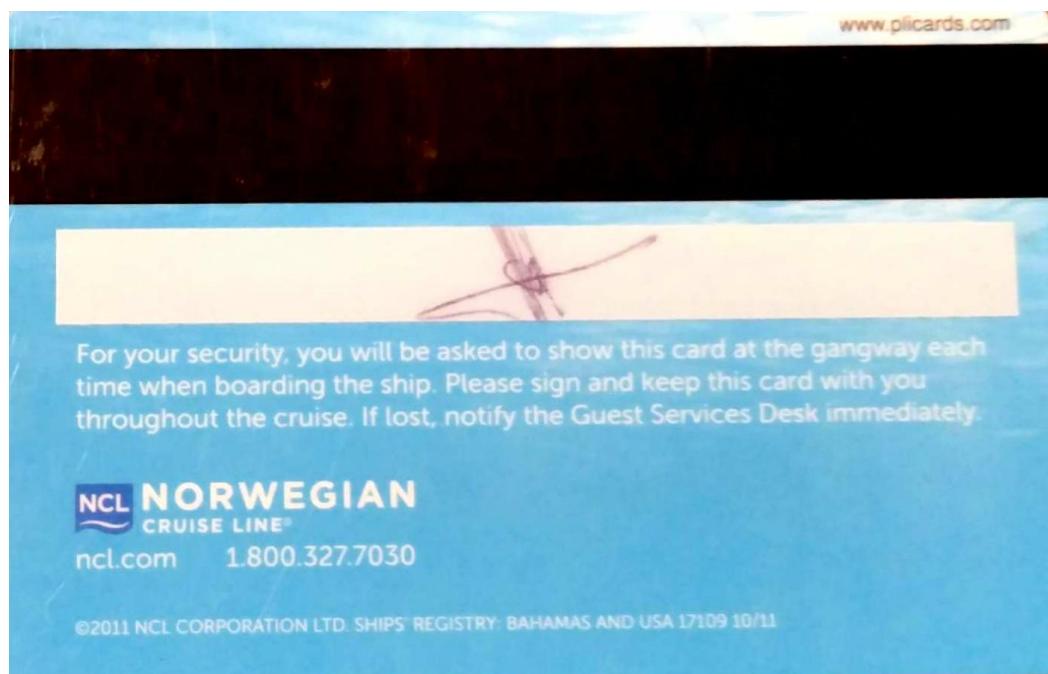 www.plicards.com
For your security, you will be asked to show this card at the gangway each
time when boarding the ship. Please sign and keep this card with you
throughout the cruise. If lost, notify the Guest Services Desk immediately.
NCL NORWEGIAN
CRUISE LINE®
ncl.com 1.800.327.7030
©2011 NCL CORPORATION LTD. SHIPS' REGISTRY: BAHAMAS AND USA 17109 10/11